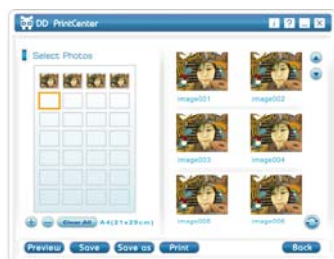 DD PrintCenter
Select Photos
image001
image002
image003
image004
image005
image006
Clear All
A4(21x29cm)
Preview
Save
Save as
Print
Back